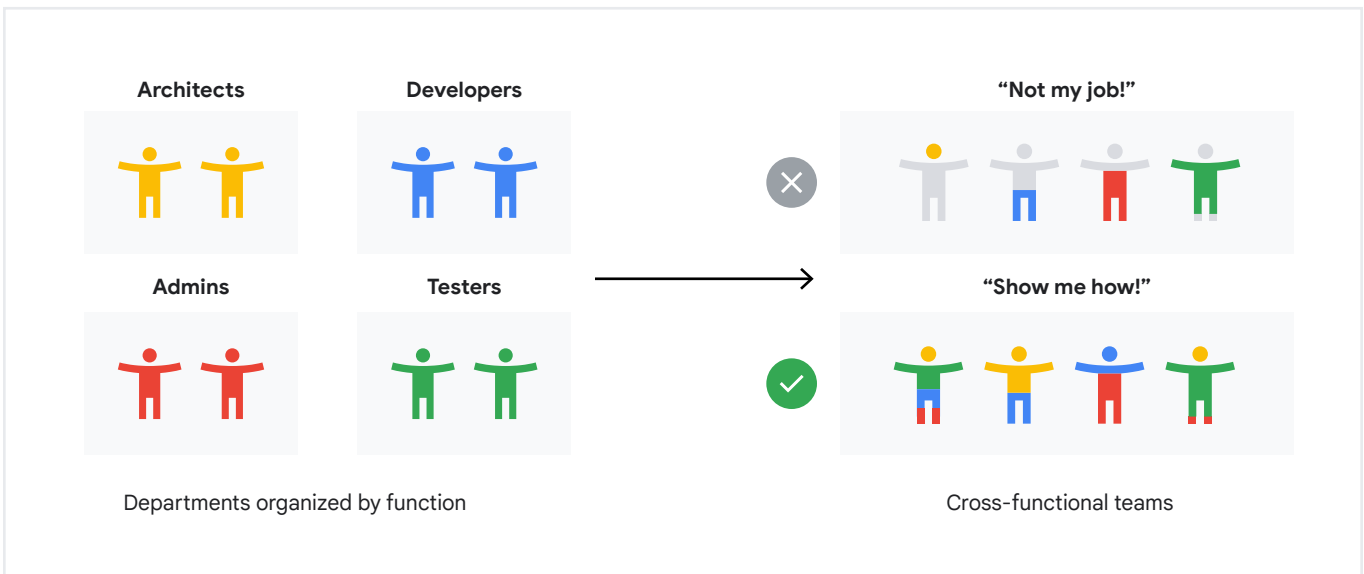 Architects
Developers
“Not my job!”
Admins
Testers
“Show me how!”
Departments organized by function
Cross-functional teams